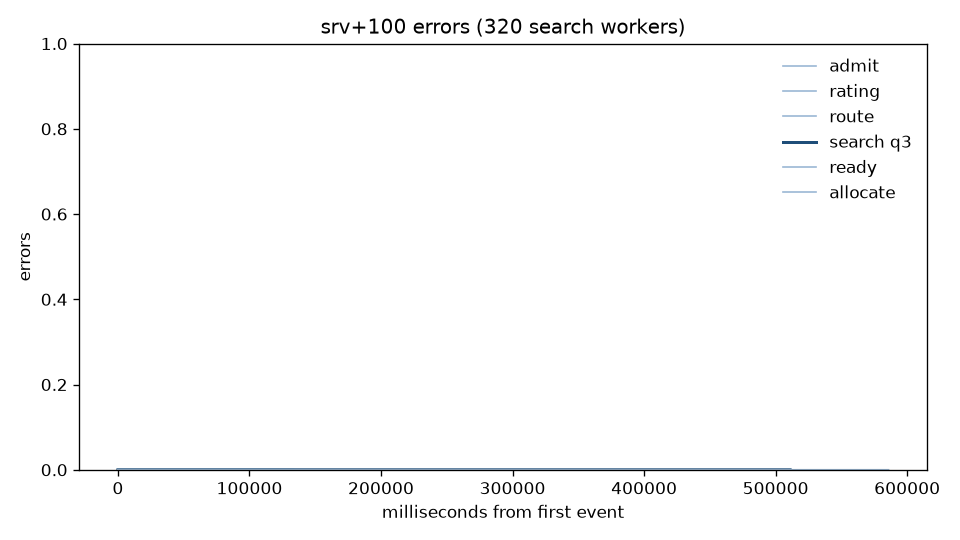 srv+100 errors (320 search workers)
1.0
0.8
0.6
0.4
0.2
0.0
errors
admit
rating
route
search q3
ready
allocate
0 100000 200000 300000 400000 500000 600000
milliseconds from first event